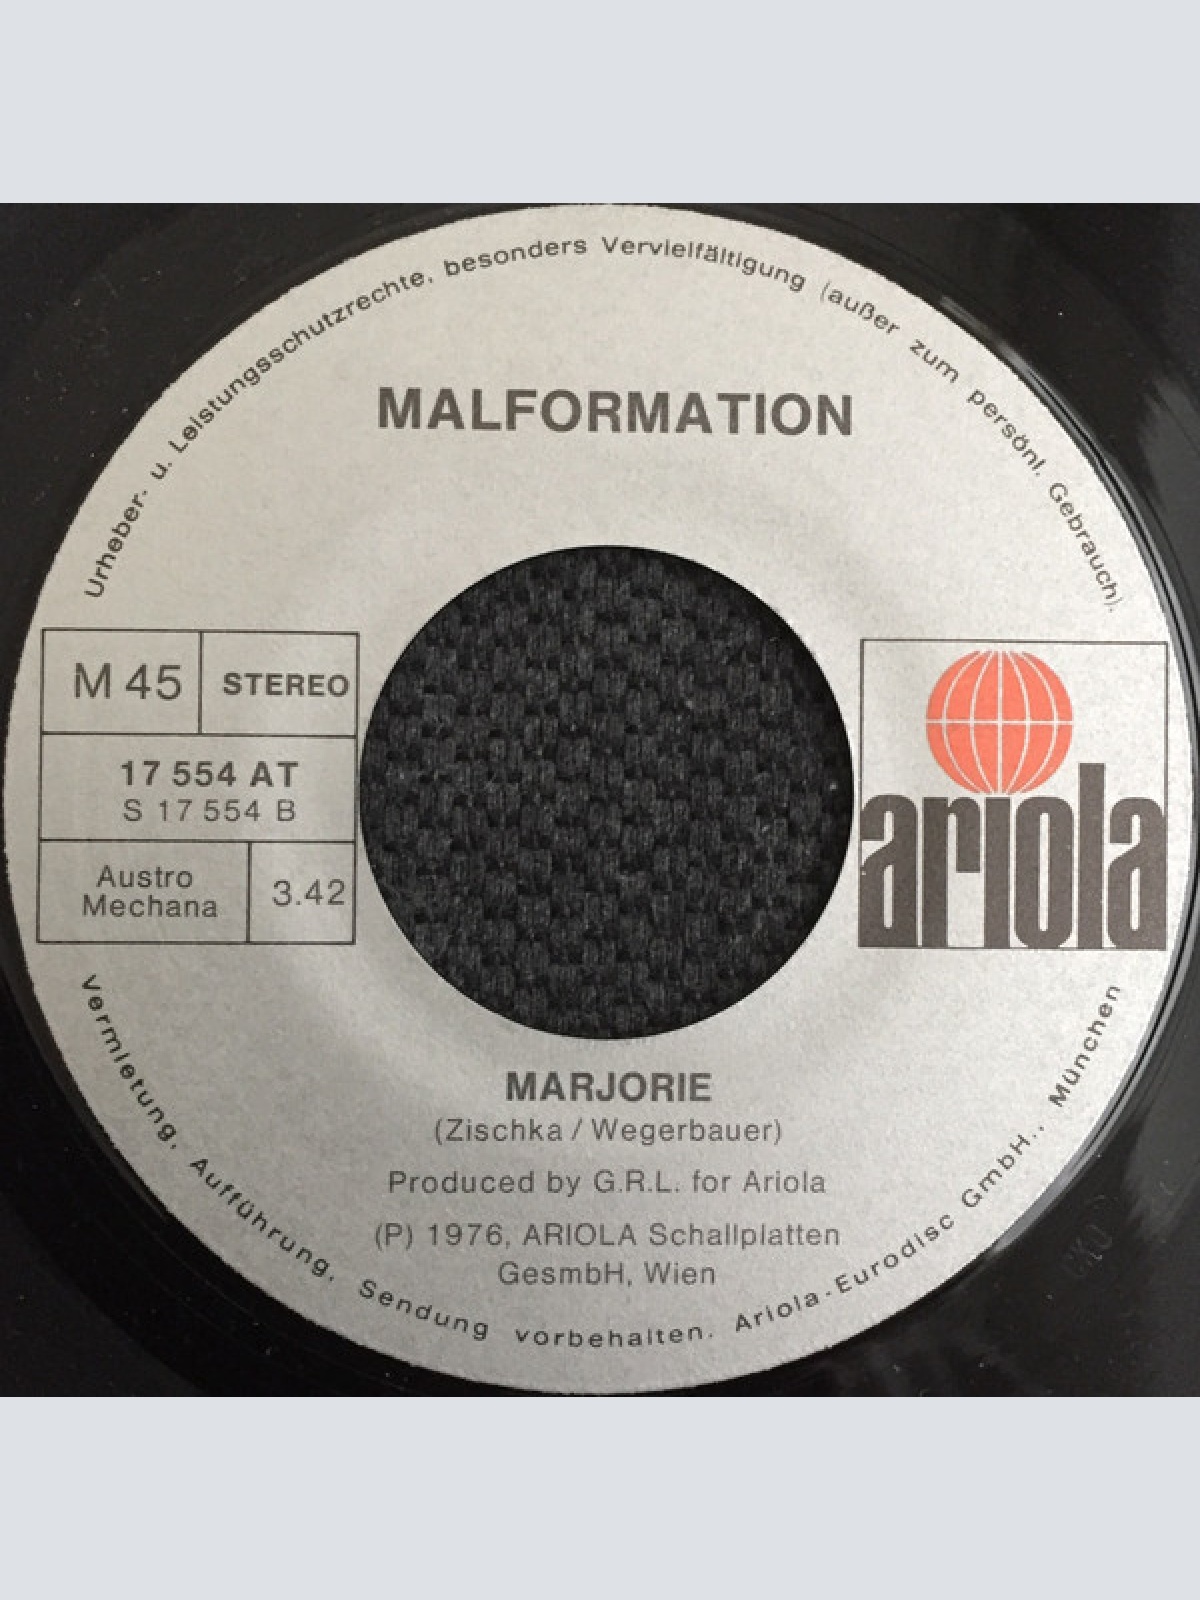 Urheber- u. Leistungsschutzrechte, besonders Vervielfältigung (außer zum persönl. Gebrauch).
MALFORMATION
M 45
STEREO
17 554 AT
S 17 554 B
Austro
Mechana
3.42
ariola
MARJORIE
(Zischka / Wegerbauer)
Produced by G.R.L. for Ariola
(P) 1976, ARIOLA Schallplatten
GesmbH, Wien
Vermietung, Aufführung, Sendung vorbehalten. Ariola-Eurodisc GmbH., München